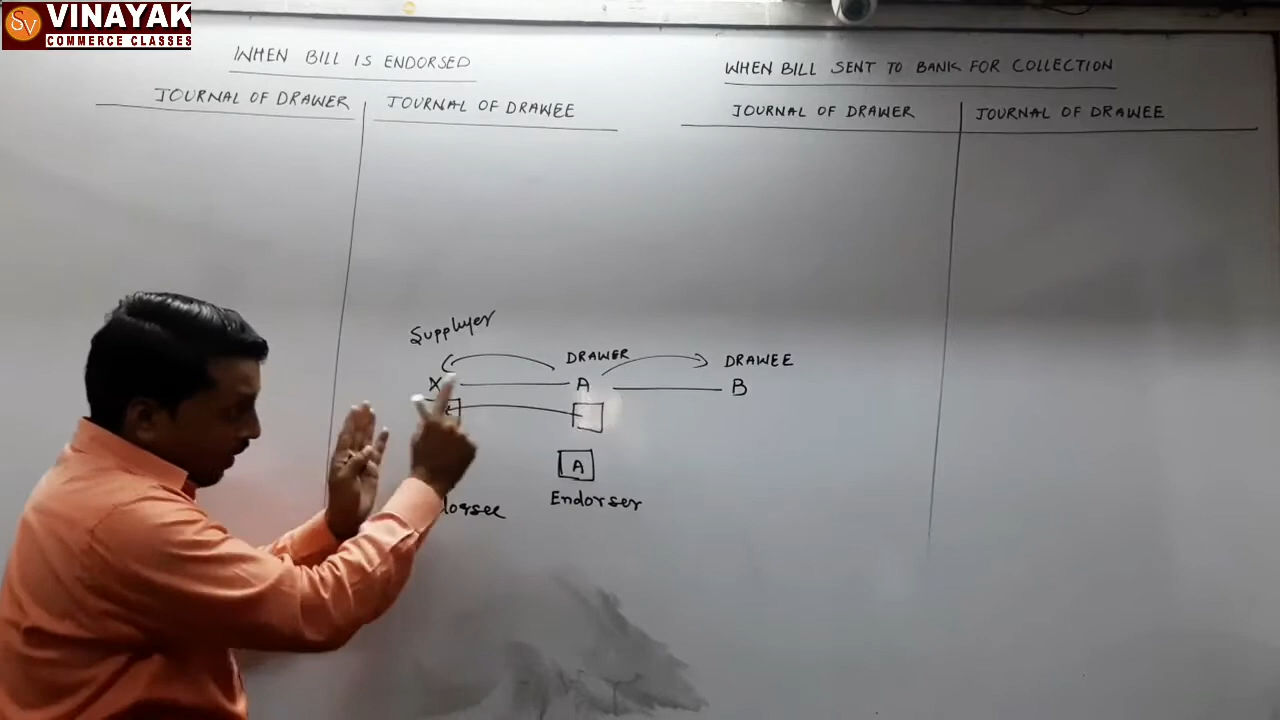 SV VINAYAK
COMMERCE CLASSES
WHEN BILL IS ENDORSED
JOURNAL OF DRAWER
JOURNAL OF DRAWEE
WHEN BILL SENT TO BANK FOR COLLECTION
JOURNAL OF DRAWER
JOURNAL OF DRAWEE
Supplyer
DRAWER
DRAWEE
X
A
B
A
Endorser